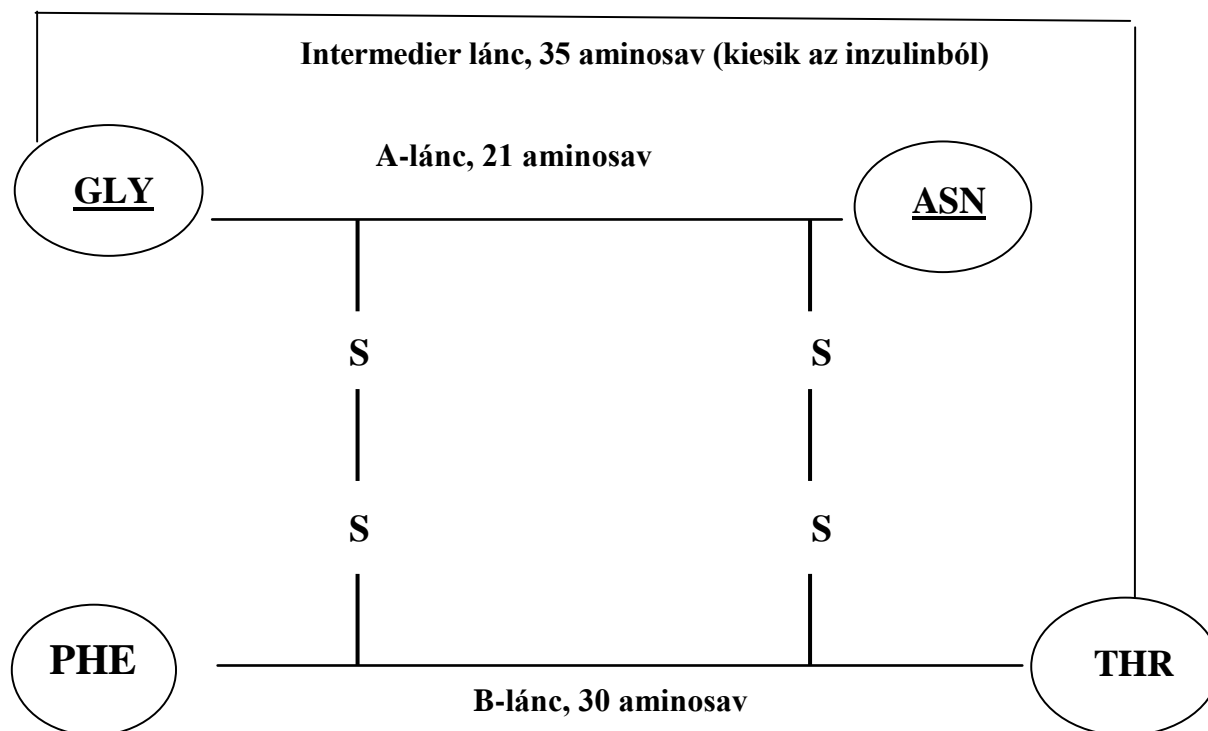 Intermedier lánc, 35 aminosav (kiesik az inzulinból)
A-lánc, 21 aminosav
GLY
ASN
S
S
S
S
PHE
THR
B-lánc, 30 aminosav